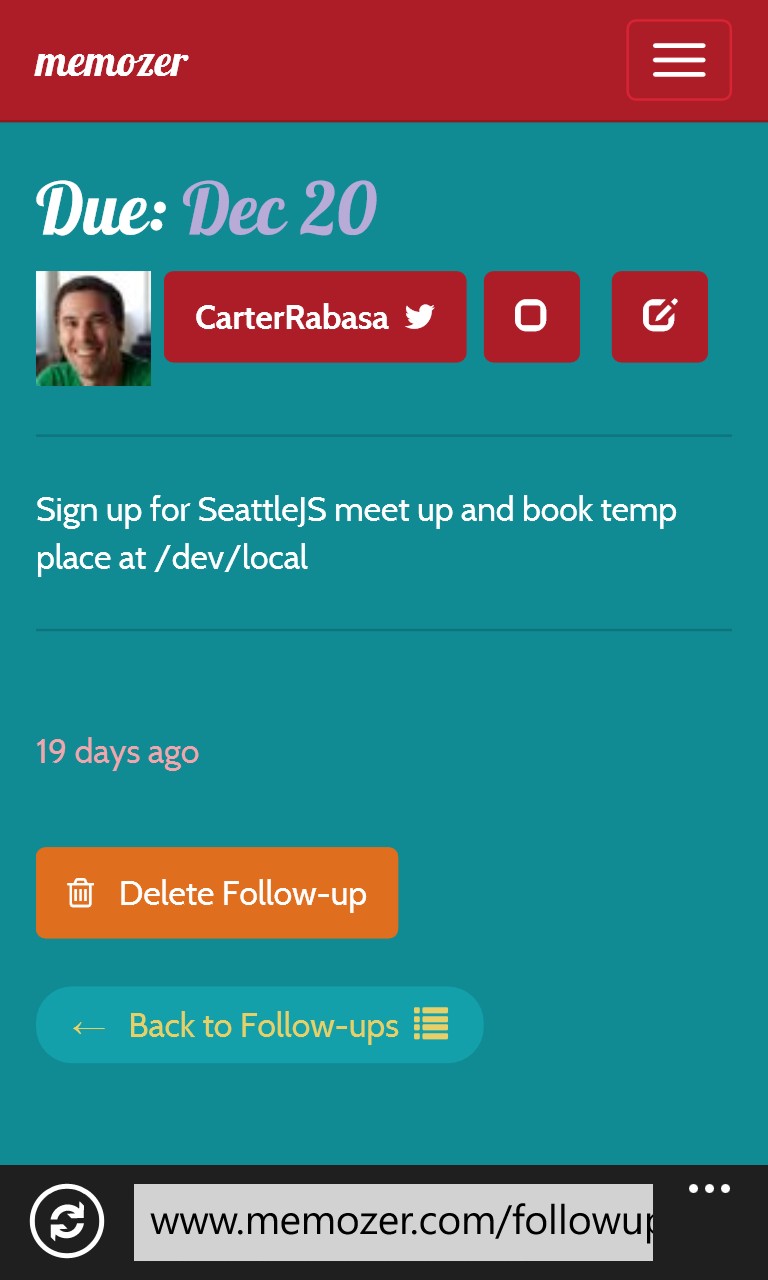 memozer
Due: Dec 20
CarterRabasa
Sign up for SeattleJS meet up and book temp
place at /dev/local
19 days ago
Delete Follow-up
← Back to Follow-ups
www.memozer.com/followup